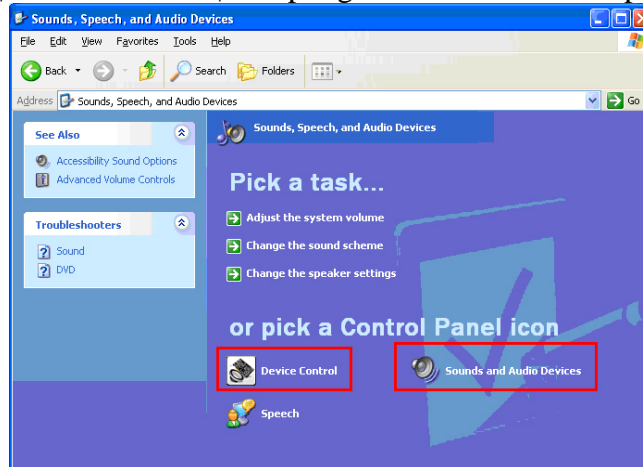 Sounds, Speech, and Audio Devices
File Edit View Favorites Tools Help
Back Search Folders
Address Sounds, Speech, and Audio Devices Go
See Also
Accessibility Sound Options
Advanced Volume Controls
Troubleshooters
Sound
DVD
Sounds, Speech, and Audio Devices
Pick a task...
Adjust the system volume
Change the sound scheme
Change the speaker settings
or pick a Control Panel icon
Device Control Sounds and Audio Devices
Speech